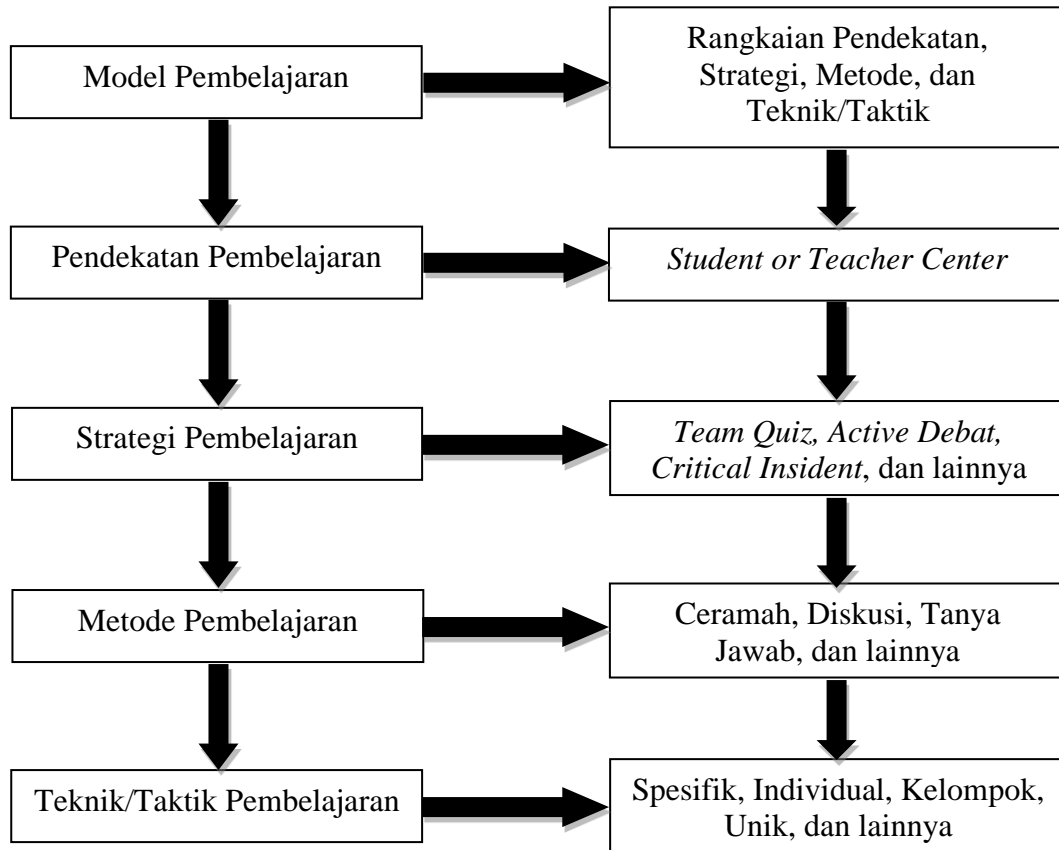 Model Pembelajaran
Rangkaian Pendekatan,
Strategi, Metode, dan
Teknik/Taktik
Pendekatan Pembelajaran
Student or Teacher Center
Strategi Pembelajaran
Team Quiz, Active Debat,
Critical Insident, dan lainnya
Metode Pembelajaran
Ceramah, Diskusi, Tanya
Jawab, dan lainnya
Teknik/Taktik Pembelajaran
Spesifik, Individual, Kelompok,
Unik, dan lainnya